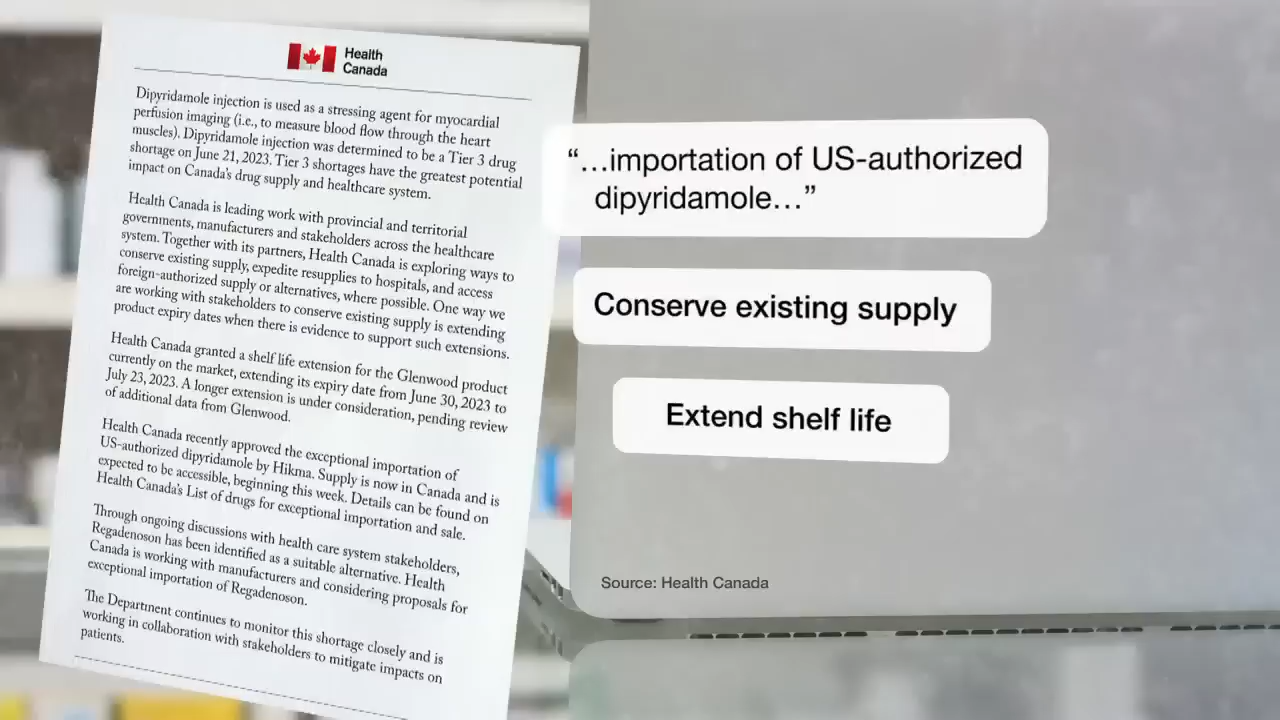 Health
Canada
Dipyridamole injection is used as a stressing agent for myocardial
perfusion imaging (i.e., to measure blood flow through the heart
muscles). Dipyridamole injection was determined to be a Tier 3 drug
shortage on June 21, 2023. Tier 3 shortages have the greatest potential
impact on Canada's drug supply and healthcare system.
Health Canada is leading work with provincial and territorial
governments, manufacturers and stakeholders across the healthcare
system. Together with its partners, Health Canada is exploring ways to
conserve existing supply, expedite resupplies to hospitals, and access
foreign-authorized supply or alternatives, where possible. One way we
are working with stakeholders to conserve existing supply is extending
product expiry dates when there is evidence to support such extensions.
Health Canada granted a shelf life extension for the Glenwood product
currently on the market, extending its expiry date from June 30, 2023 to
July 23, 2023. A longer extension is under consideration, pending review
of additional data from Glenwood.
Health Canada recently approved the exceptional importation of
US-authorized dipyridamole by Hikma. Supply is now in Canada and is
expected to be accessible, beginning this week. Details can be found on
Health Canada's List of drugs for exceptional importation and sale.
Through ongoing discussions with health care system stakeholders,
Regadenoson has been identified as a suitable alternative. Health
Canada is working with manufacturers and considering proposals for
exceptional importation of Regadenoson.
The Department continues to monitor this shortage closely and is
working in collaboration with stakeholders to mitigate impacts on
patients.
“...importation of US-authorized
dipyridamole...”
Conserve existing supply
Extend shelf life
Source: Health Canada